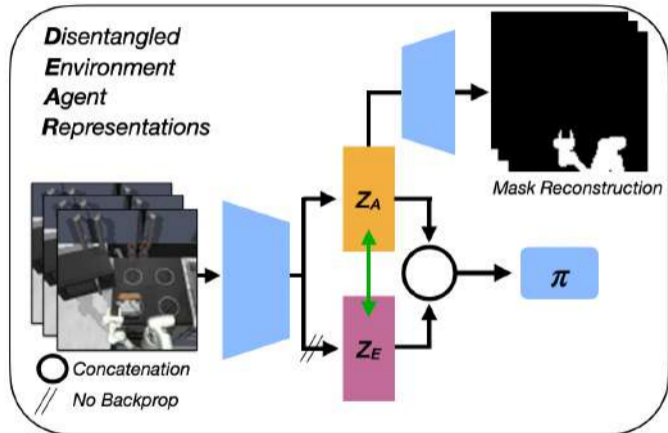 Disentangled
Environment
Agent
Representations
Mask Reconstruction
Z_A
Z_E
π
Concatenation
No Backprop